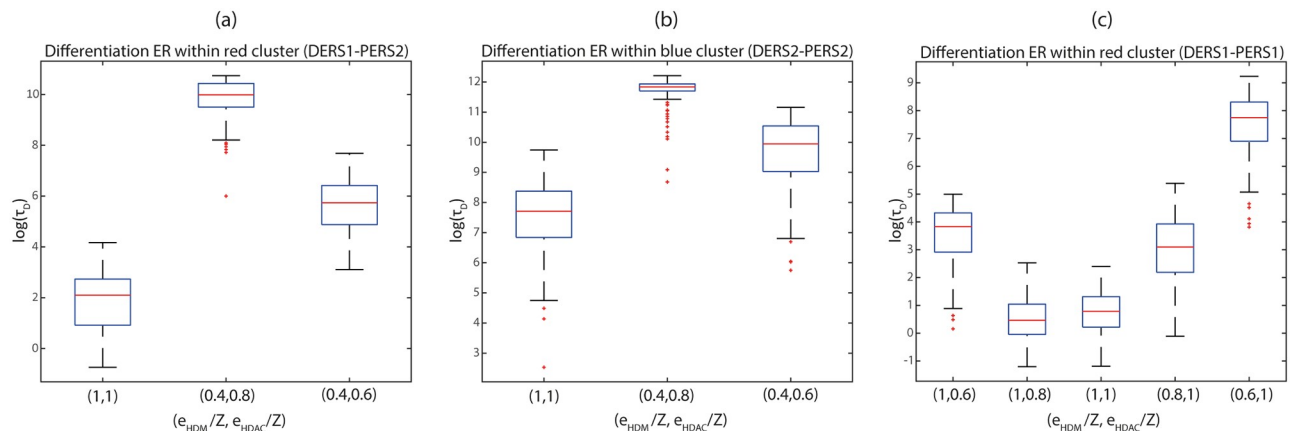 (a)
Differentiation ER within red cluster (DERS1-PERS2)
10
8
6
4
2
0
log(τD)
(1,1) (0.4,0.8) (0.4,0.6)
(eHDM/Z, eHDAC/Z)
(b)
Differentiation ER within blue cluster (DERS2-PERS2)
12
11
10
9
8
7
6
5
4
3
log(τD)
(1,1) (0.4,0.8) (0.4,0.6)
(eHDM/Z, eHDAC/Z)
(c)
Differentiation ER within red cluster (DERS1-PERS1)
9
8
7
6
5
4
3
2
1
0
-1
log(τD)
(1,0.6) (1,0.8) (1,1) (0.8,1) (0.6,1)
(eHDM/Z, eHDAC/Z)